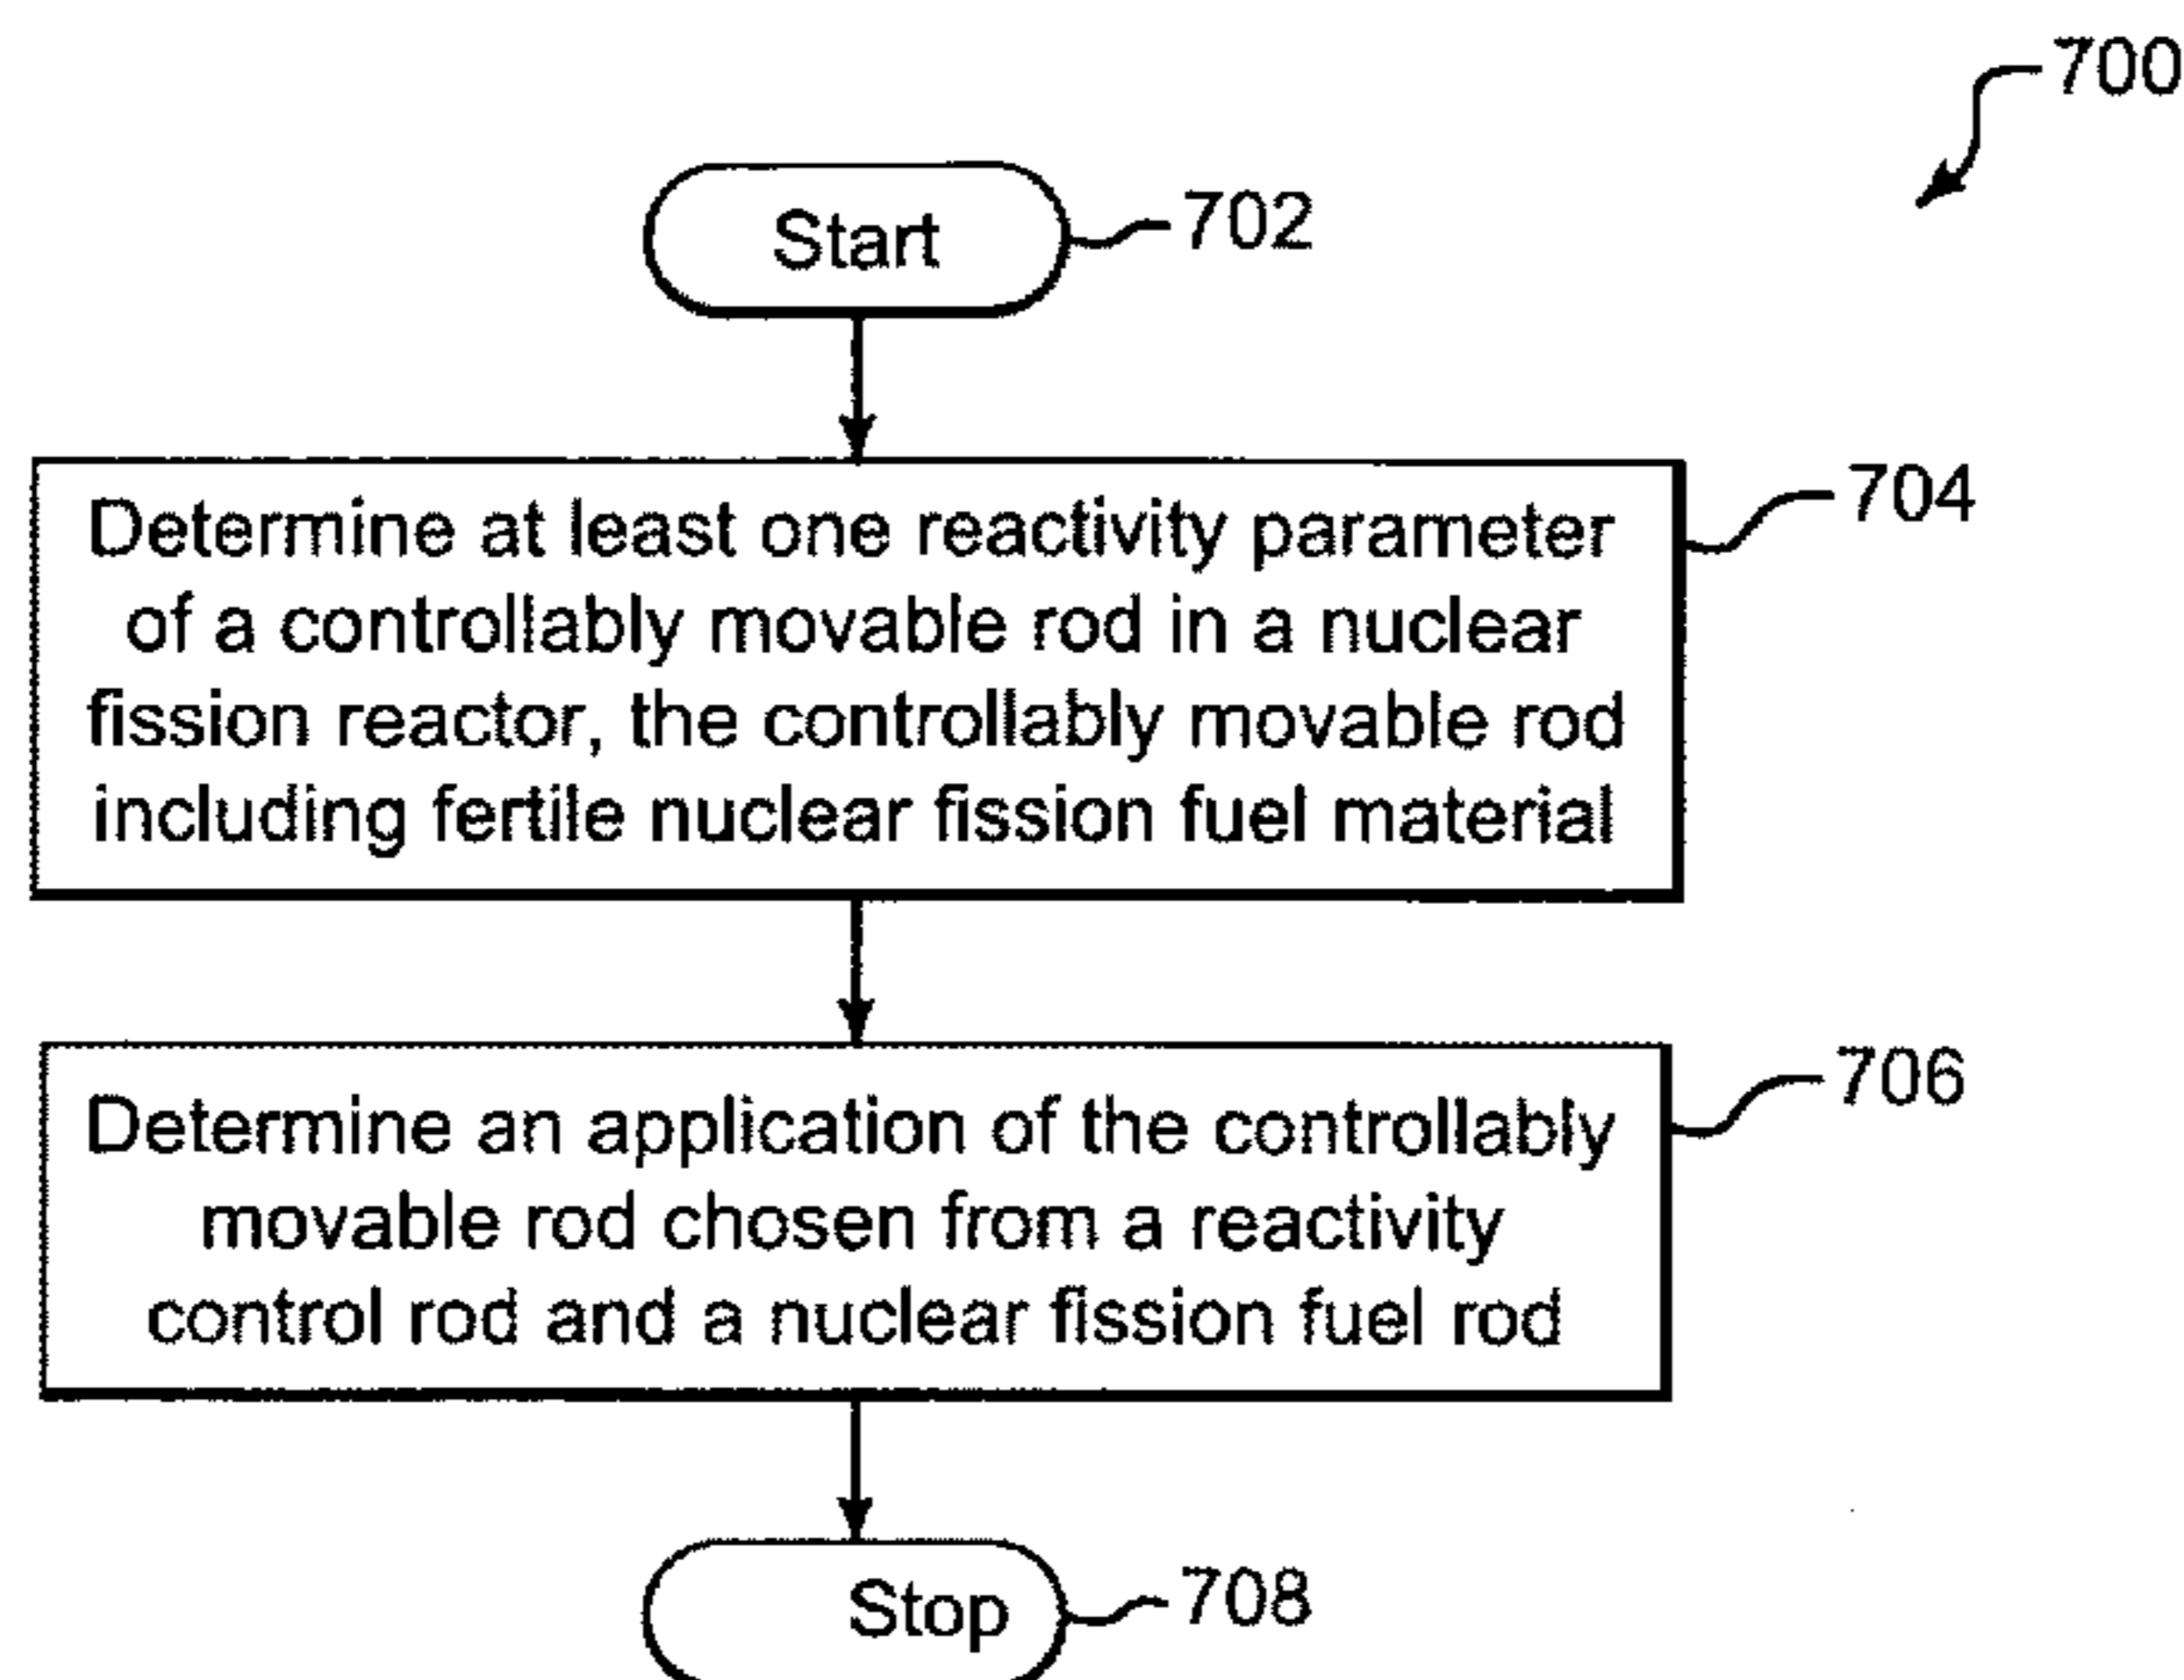 700
Start
702
Determine at least one reactivity parameter
of a controllably movable rod in a nuclear
fission reactor, the controllably movable rod
including fertile nuclear fission fuel material
704
Determine an application of the controllably
movable rod chosen from a reactivity
control rod and a nuclear fission fuel rod
706
Stop
708